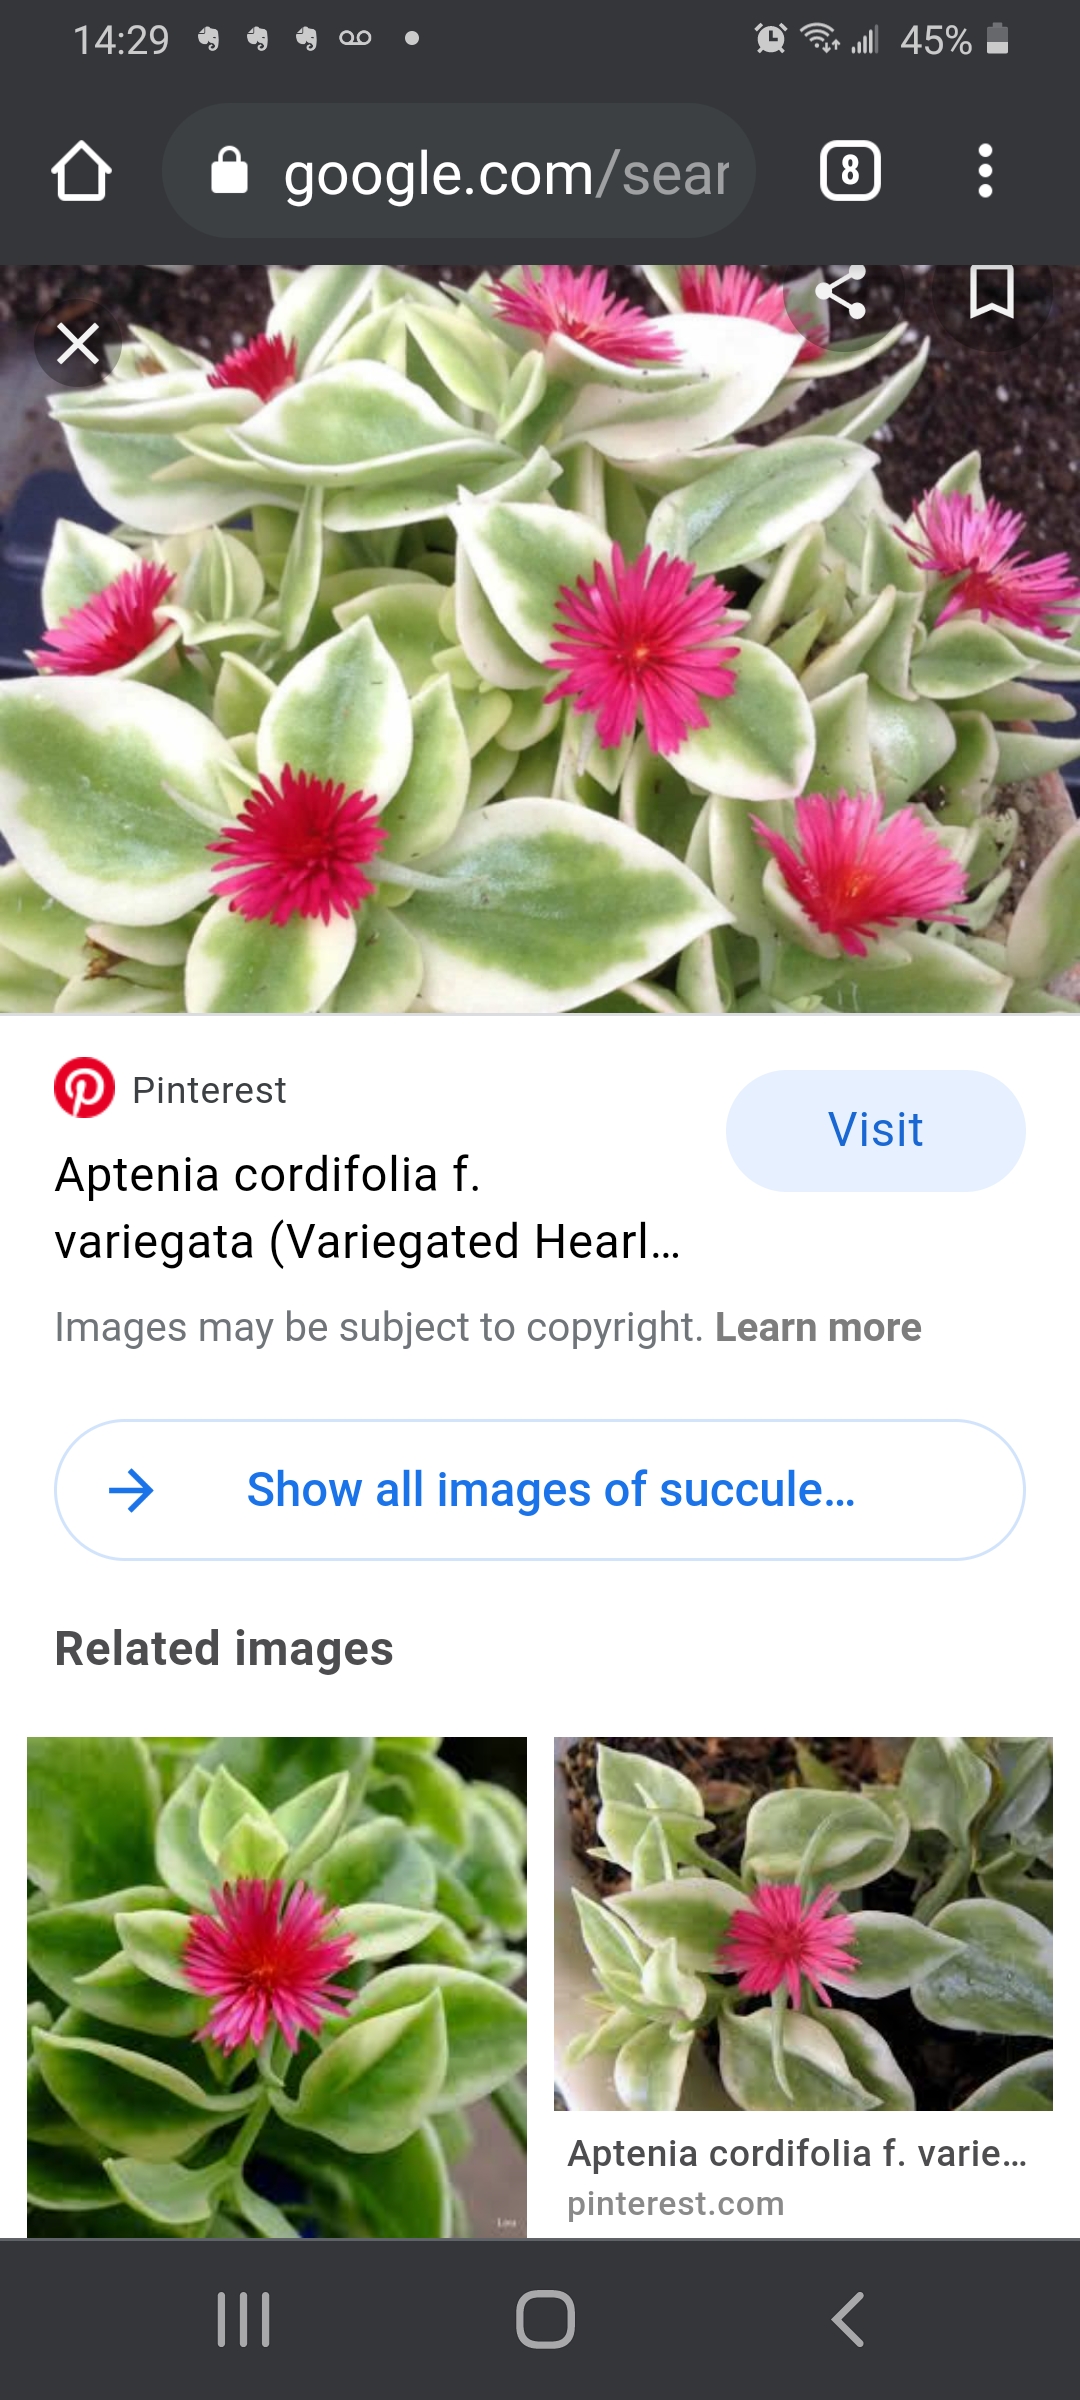 14:29
45%
google.com/sear
8
Pinterest
Visit
Aptenia cordifolia f.
variegata (Variegated Hearl...
Images may be subject to copyright. Learn more
Show all images of succule...
Related images
Aptenia cordifolia f. varie...
pinterest.com